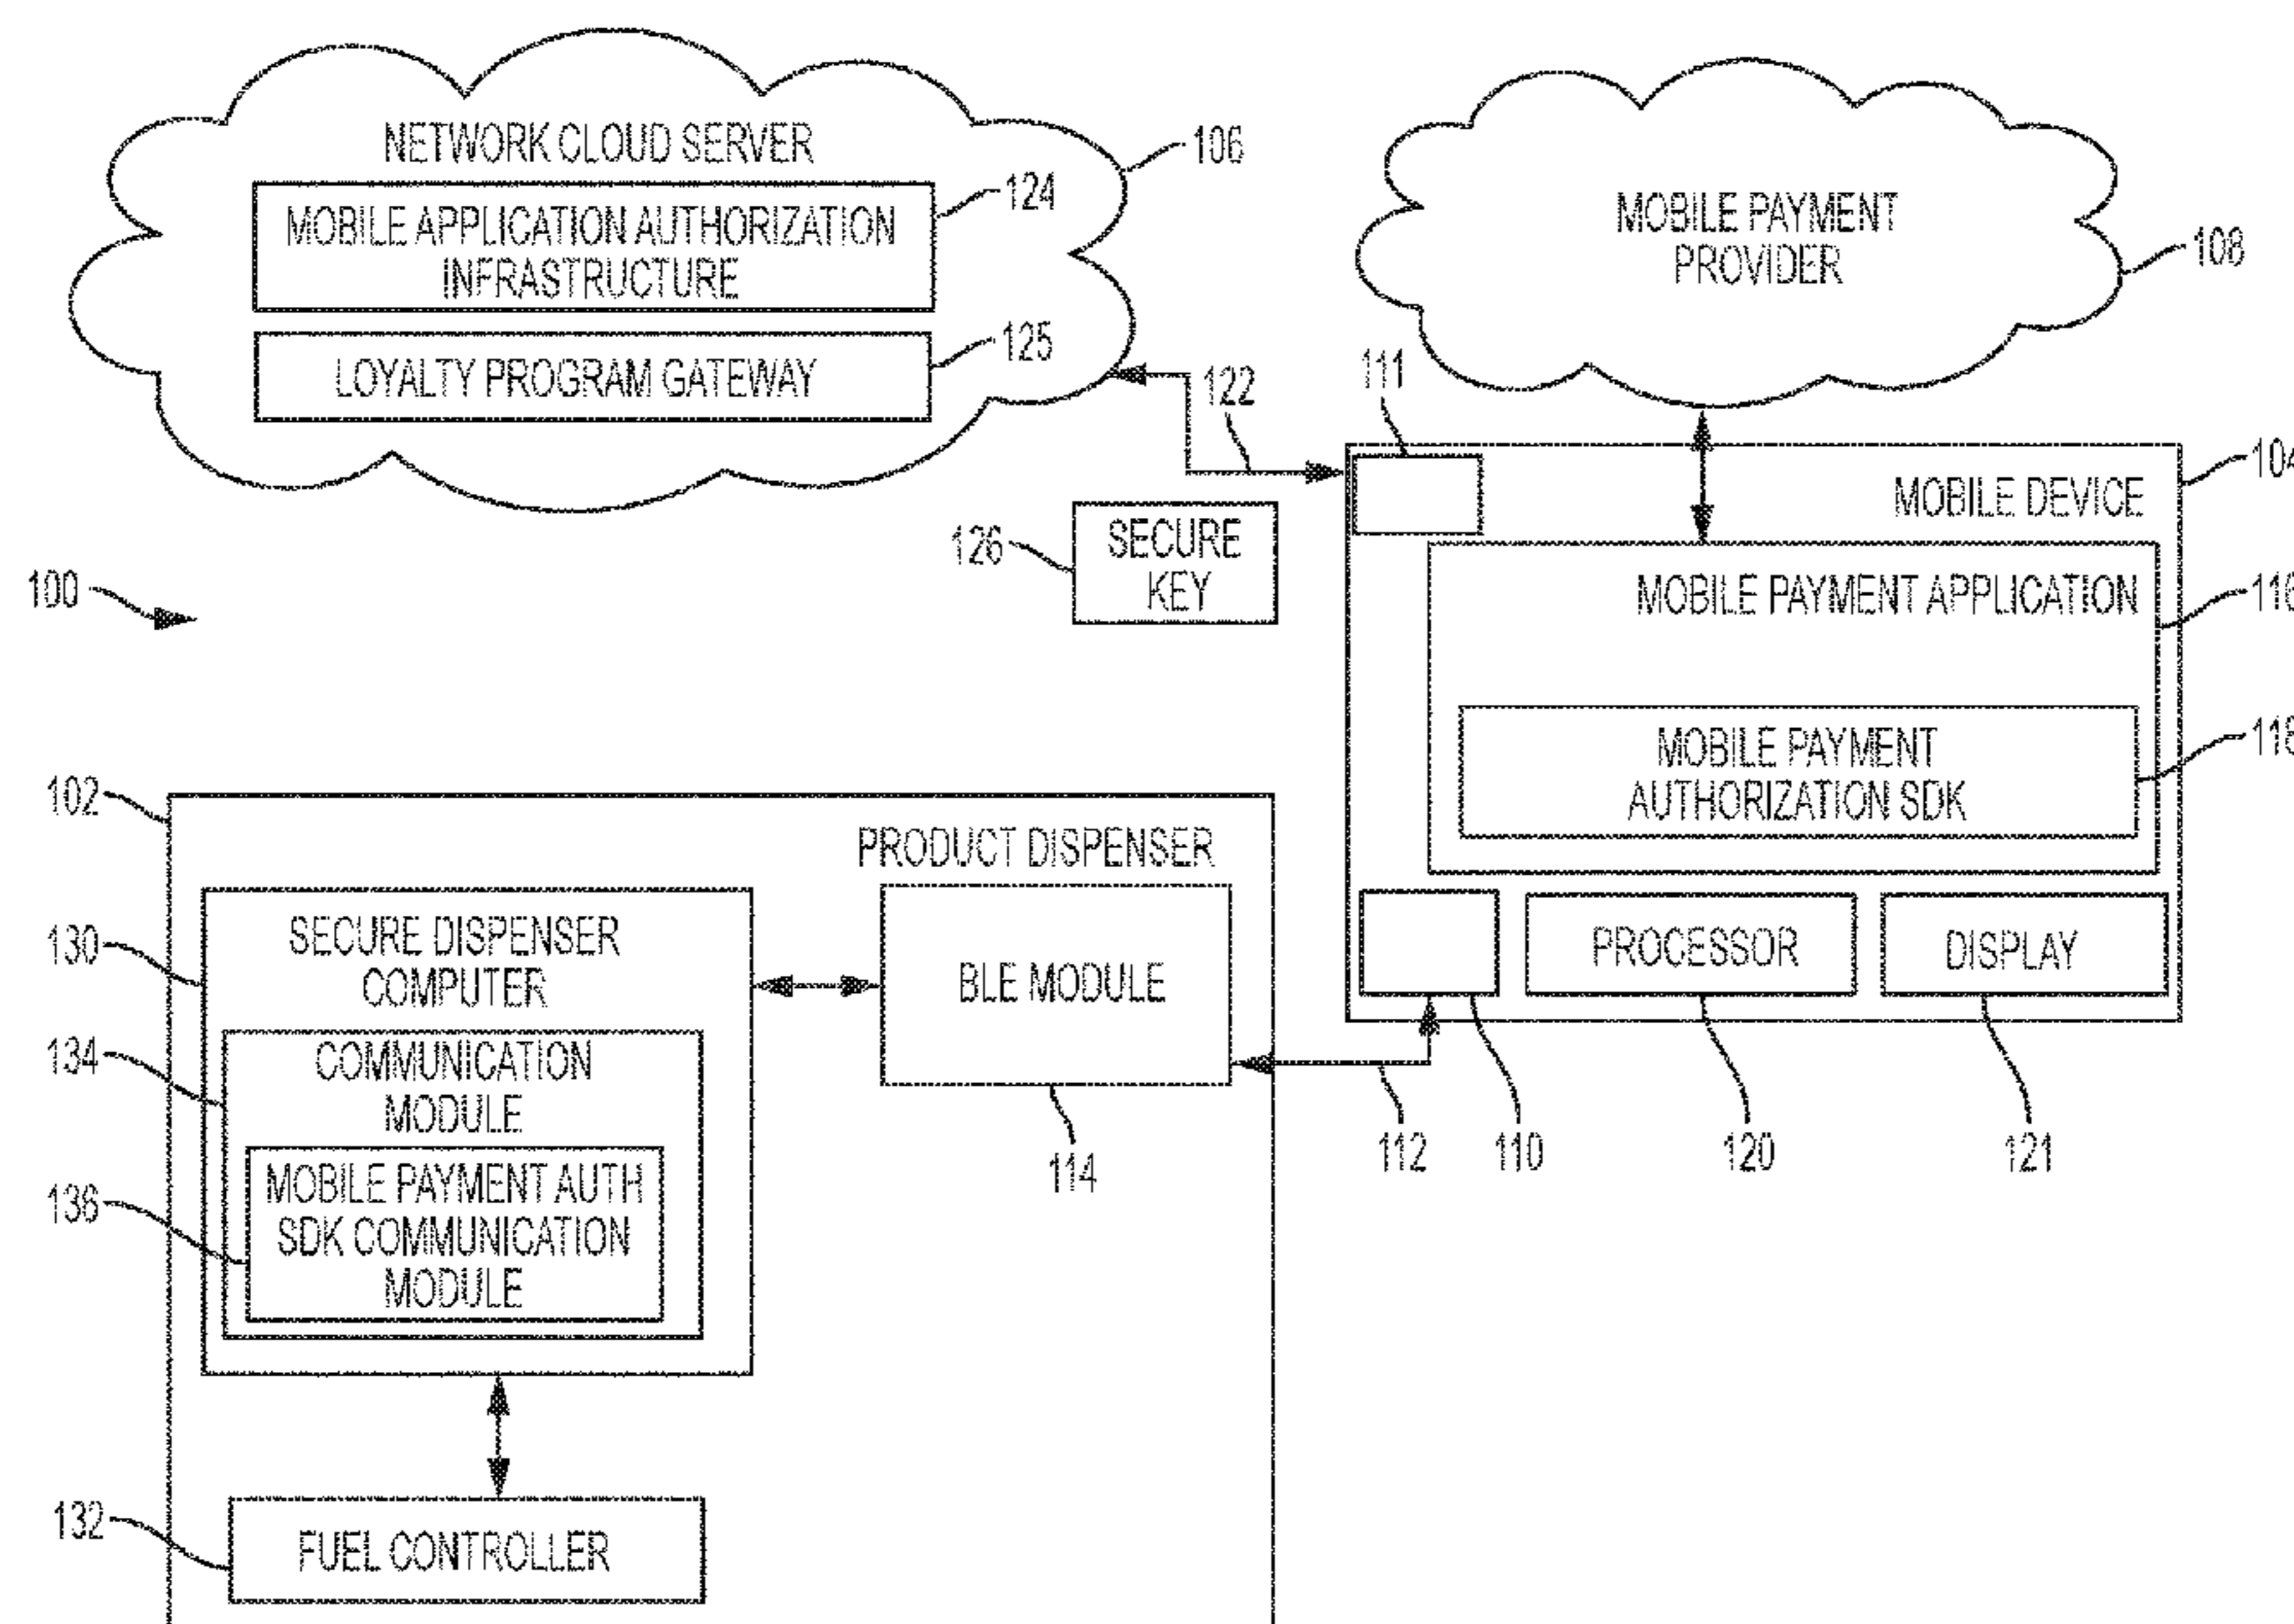 NETWORK CLOUD SERVER
106
MOBILE APPLICATION AUTHORIZATION
INFRASTRUCTURE
124
LOYALTY PROGRAM GATEWAY
125
MOBILE PAYMENT
PROVIDER
108
122
111
104
MOBILE DEVICE
126
SECURE
KEY
100
MOBILE PAYMENT APPLICATION
116
MOBILE PAYMENT
AUTHORIZATION SDK
118
102
PRODUCT DISPENSER
130
SECURE DISPENSER
COMPUTER
BLE MODULE
PROCESSOR
DISPLAY
134
COMMUNICATION
MODULE
114
112
110
120
121
136
MOBILE PAYMENT AUTH
SDK COMMUNICATION
MODULE
132
FUEL CONTROLLER